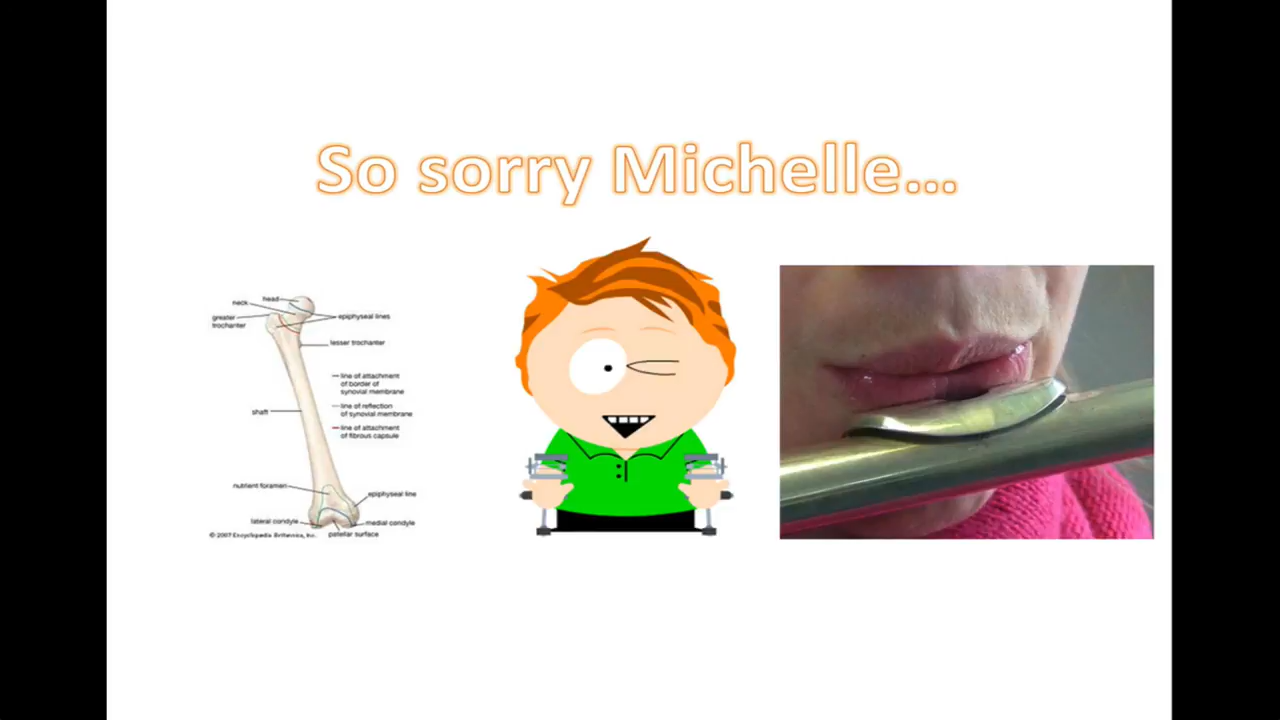 So sorry Michelle...
head
neck
greater
trochanter
epiphyseal lines
lesser trochanter
line of attachment
of border of
synovial membrane
line of reflection
of synovial membrane
shaft
line of attachment
of fibrous capsule
nutrient foramen
epiphyseal line
lateral condyle
medial condyle
patellar surface
© 2007 Encyclopædia Britannica, Inc.